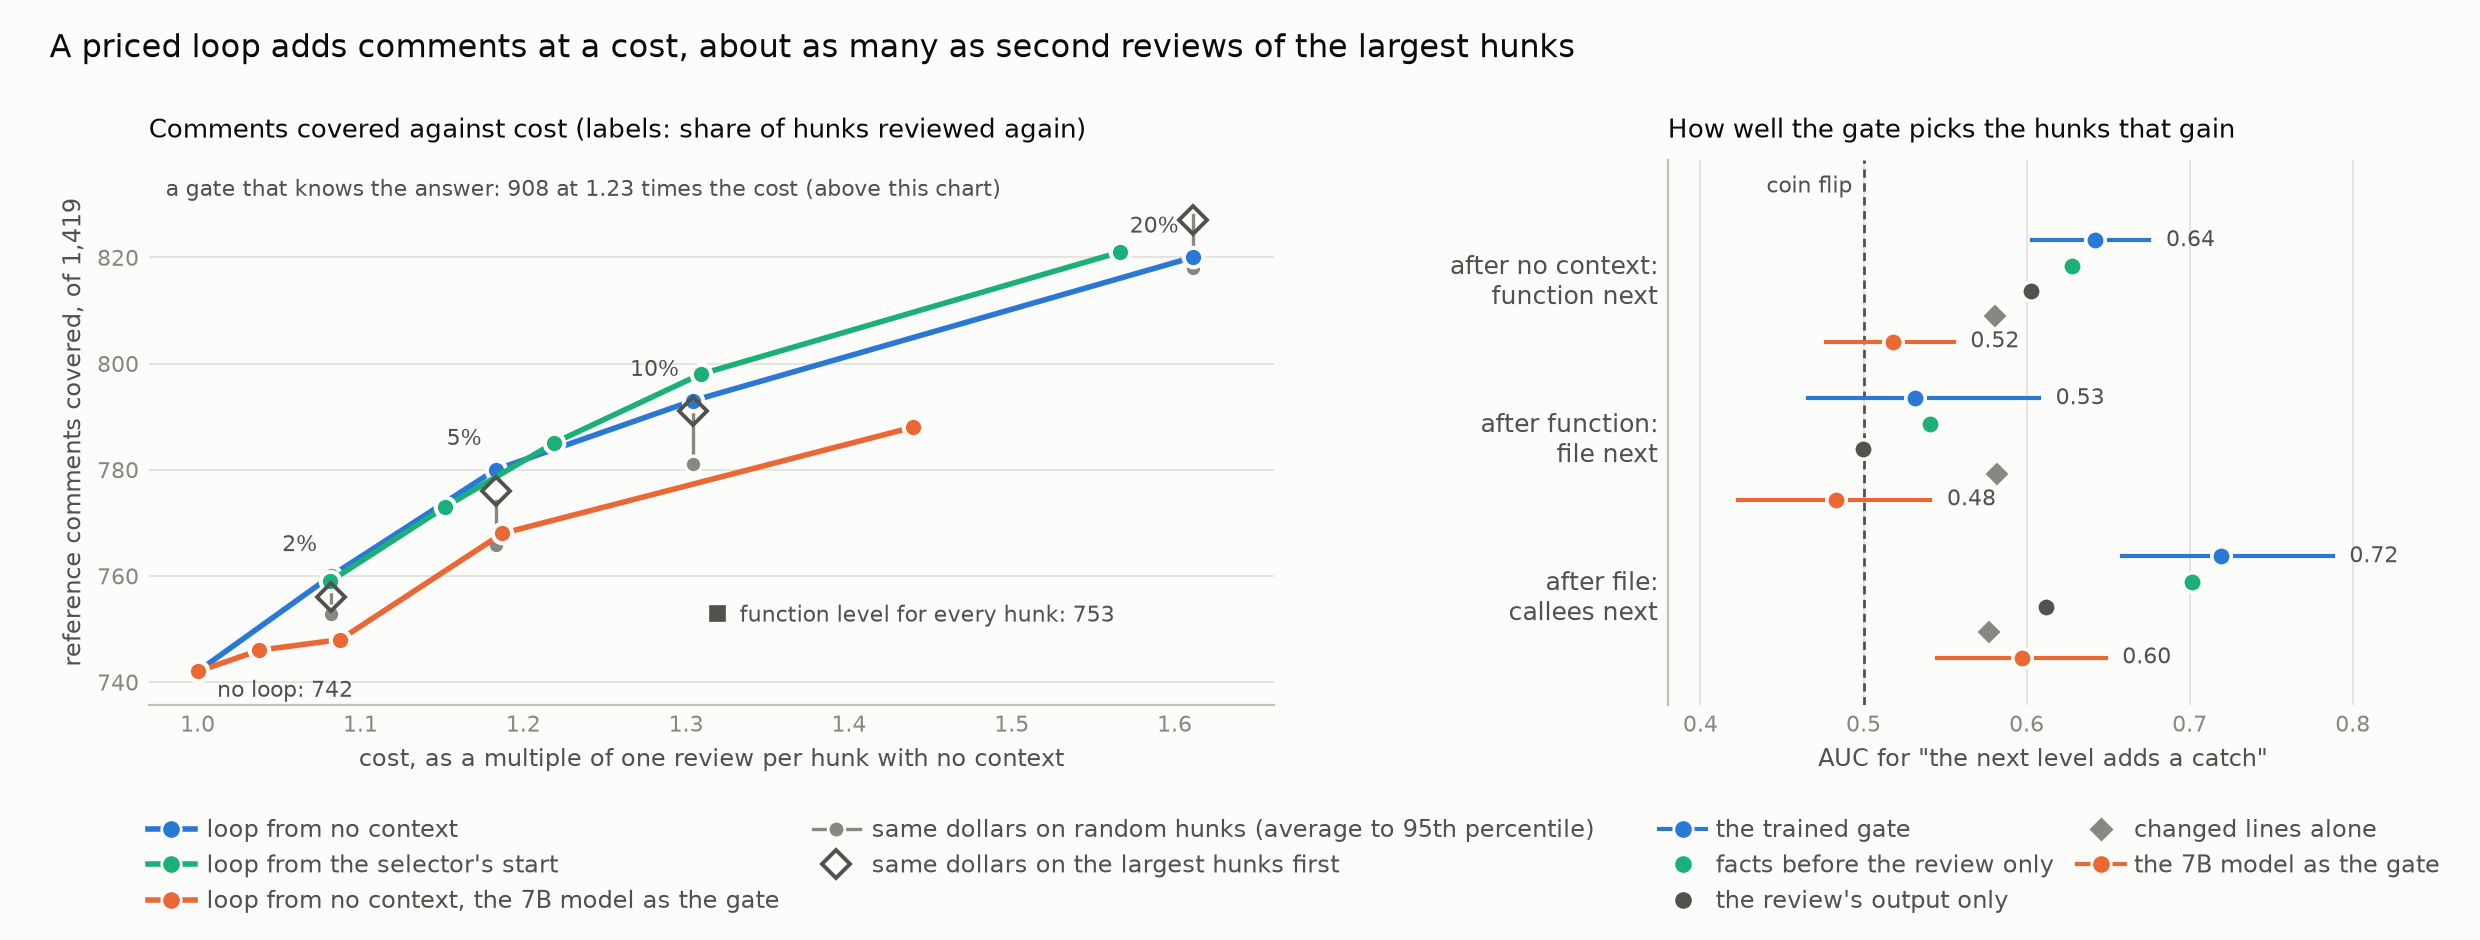 A priced loop adds comments at a cost, about as many as second reviews of the largest hunks
Comments covered against cost (labels: share of hunks reviewed again)
a gate that knows the answer: 908 at 1.23 times the cost (above this chart)
reference comments covered, of 1,419
820
800
780
760
740
2%
5%
10%
20%
function level for every hunk: 753
no loop: 742
1.0
1.1
1.2
1.3
1.4
1.5
1.6
cost, as a multiple of one review per hunk with no context
loop from no context
loop from the selector's start
loop from no context, the 7B model as the gate
same dollars on random hunks (average to 95th percentile)
same dollars on the largest hunks first
How well the gate picks the hunks that gain
coin flip
after no context:
function next
0.64
0.52
after function:
file next
0.53
0.48
after file:
callees next
0.72
0.60
0.4
0.5
0.6
0.7
0.8
AUC for "the next level adds a catch"
the trained gate
facts before the review only
the review's output only
changed lines alone
the 7B model as the gate